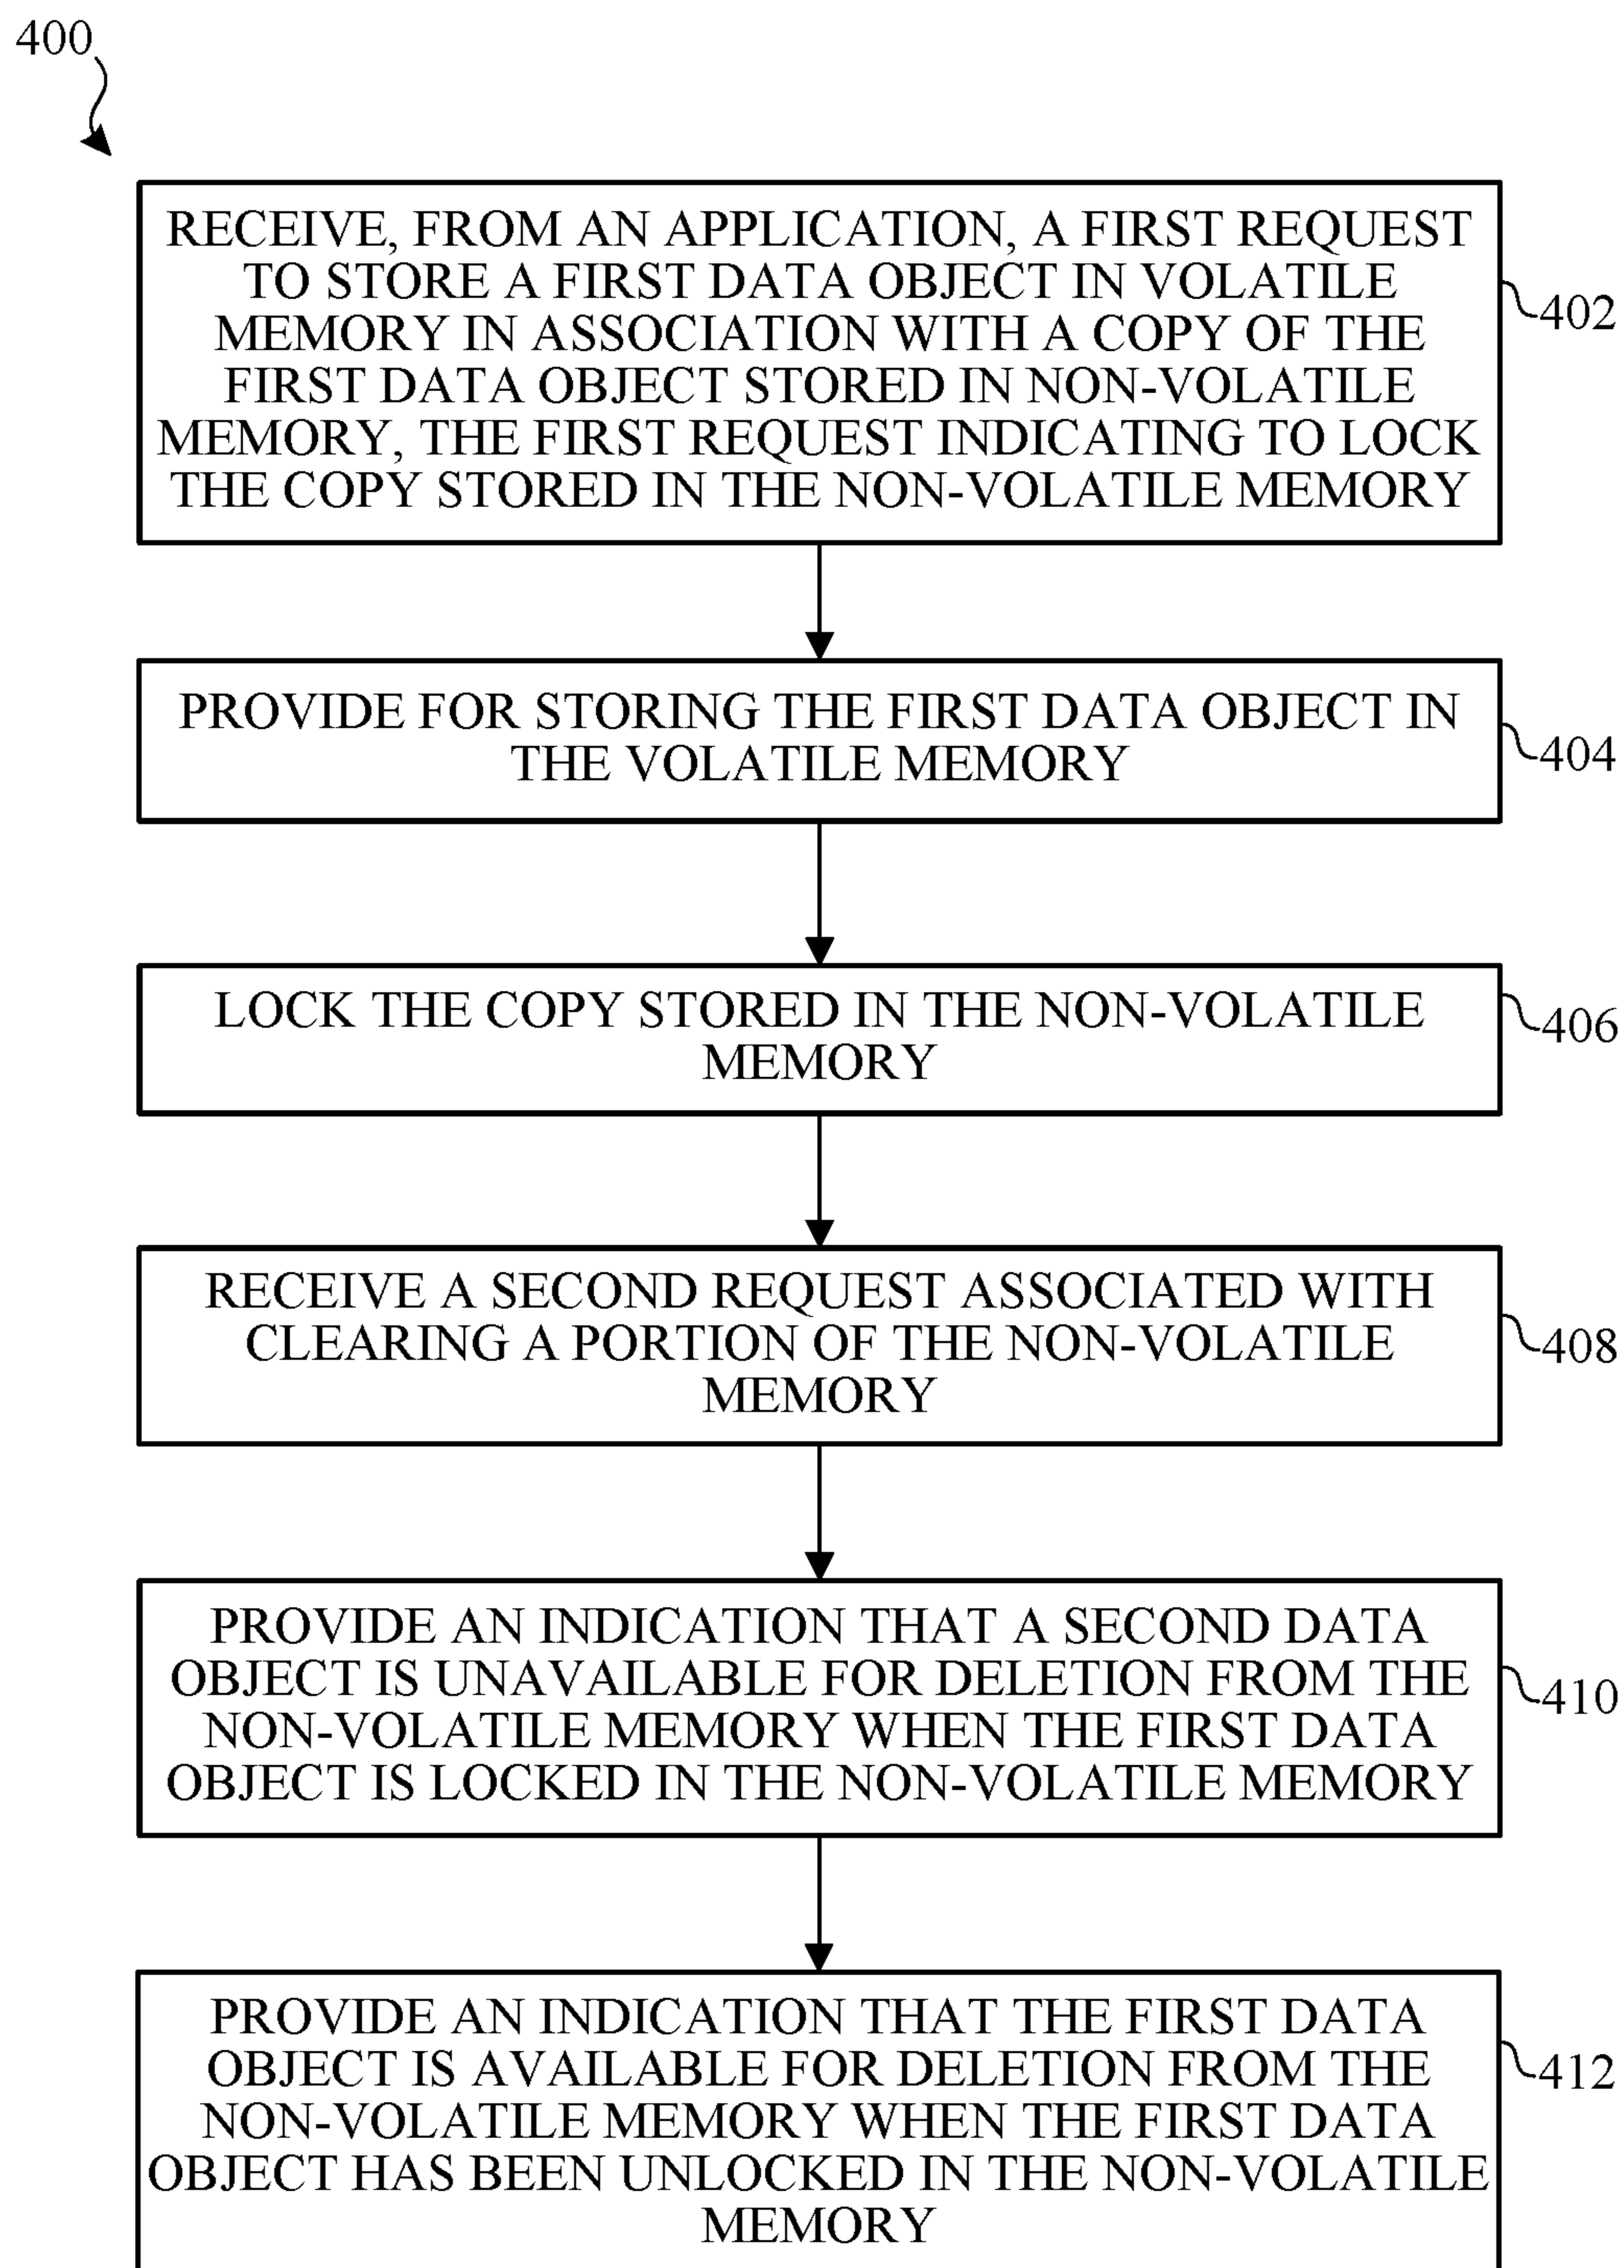 400
RECEIVE, FROM AN APPLICATION, A FIRST REQUEST
TO STORE A FIRST DATA OBJECT IN VOLATILE
MEMORY IN ASSOCIATION WITH A COPY OF THE
FIRST DATA OBJECT STORED IN NON-VOLATILE
MEMORY, THE FIRST REQUEST INDICATING TO LOCK
THE COPY STORED IN THE NON-VOLATILE MEMORY
402
PROVIDE FOR STORING THE FIRST DATA OBJECT IN
THE VOLATILE MEMORY
404
LOCK THE COPY STORED IN THE NON-VOLATILE
MEMORY
406
RECEIVE A SECOND REQUEST ASSOCIATED WITH
CLEARING A PORTION OF THE NON-VOLATILE
MEMORY
408
PROVIDE AN INDICATION THAT A SECOND DATA
OBJECT IS UNAVAILABLE FOR DELETION FROM THE
NON-VOLATILE MEMORY WHEN THE FIRST DATA
OBJECT IS LOCKED IN THE NON-VOLATILE MEMORY
410
PROVIDE AN INDICATION THAT THE FIRST DATA
OBJECT IS AVAILABLE FOR DELETION FROM THE
NON-VOLATILE MEMORY WHEN THE FIRST DATA
OBJECT HAS BEEN UNLOCKED IN THE NON-VOLATILE
MEMORY
412